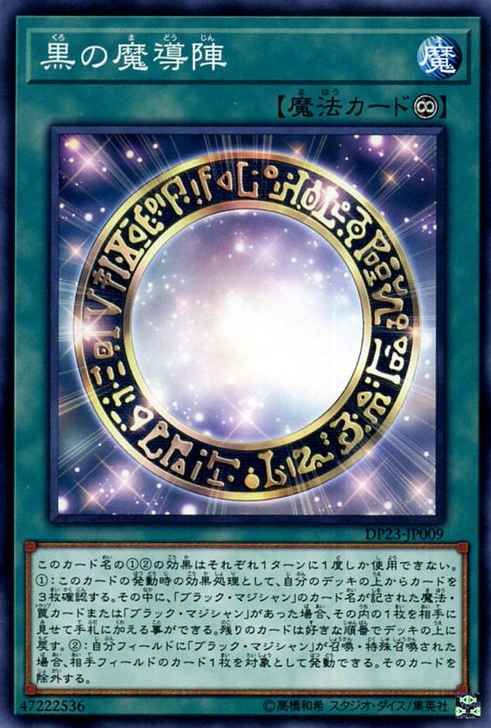 黒の魔導陣
魔
【魔法カード∞】
DP23-JP009
このカード名の①②の効果はそれぞれ1ターンに1度しか使用できない。
①:このカードの発動時の効果処理として、自分のデッキの上からカードを
3枚確認する。その中に、「ブラック・マジシャン」のカード名が記された魔法・
罠カードまたは「ブラック・マジシャン」があった場合、その内の1枚を相手に
見せて手札に加える事ができる。残りのカードは好きな順番でデッキの上に
戻す。②:自分フィールドに「ブラック・マジシャン」が召喚・特殊召喚された
場合、相手フィールドのカード1枚を対象として発動できる。そのカードを
除外する。
47222536
©高橋和希 スタジオ・ダイス/集英社